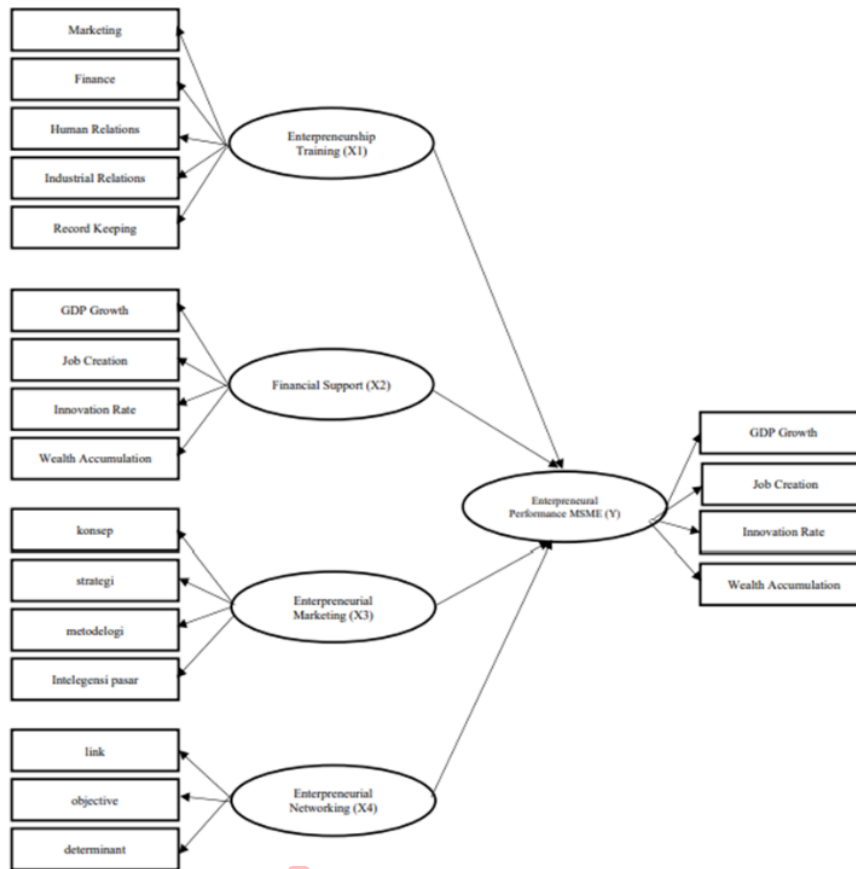 Marketing
Finance
Human Relations
Industrial Relations
Record Keeping
Enterpreneurship
Training (X1)
GDP Growth
Job Creation
Innovation Rate
Wealth Accumulation
Financial Support (X2)
konsep
strategi
metodelogi
Intelegensi pasar
Enterpreneurial
Marketing (X3)
link
objective
determinant
Enterpreneurial
Networking (X4)
Enterpreneural
Performance MSME (Y)
GDP Growth
Job Creation
Innovation Rate
Wealth Accumulation